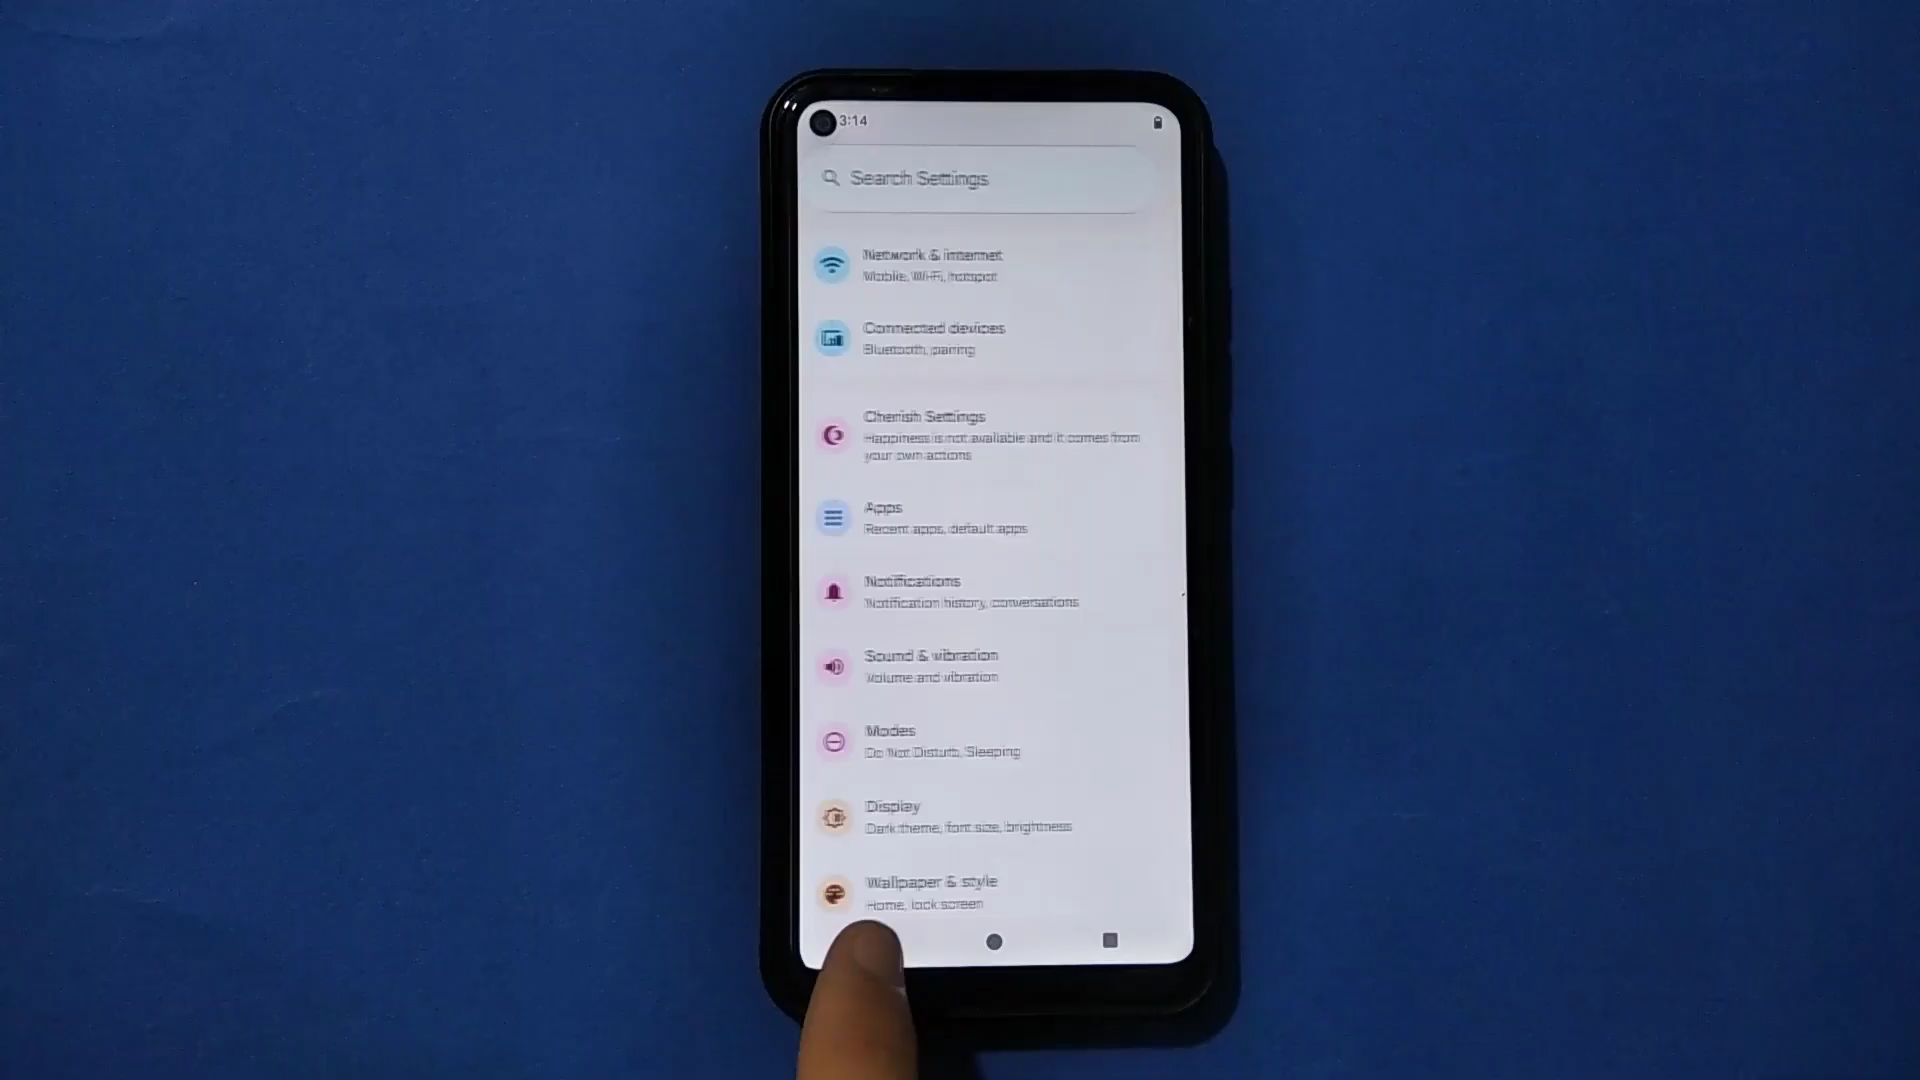 3:14
Search Settings
Network & internet
Mobile, Wi-Fi, hotspot
Connected devices
Bluetooth, pairing
Cherish Settings
Happiness is not available and it comes from
your own actions
Apps
Recent apps, default apps
Notifications
Notification history, conversations
Sound & vibration
Volume and vibration
Modes
Do Not Disturb, Sleeping
Display
Dark theme, font size, brightness
Wallpaper & style
Home, lock screen